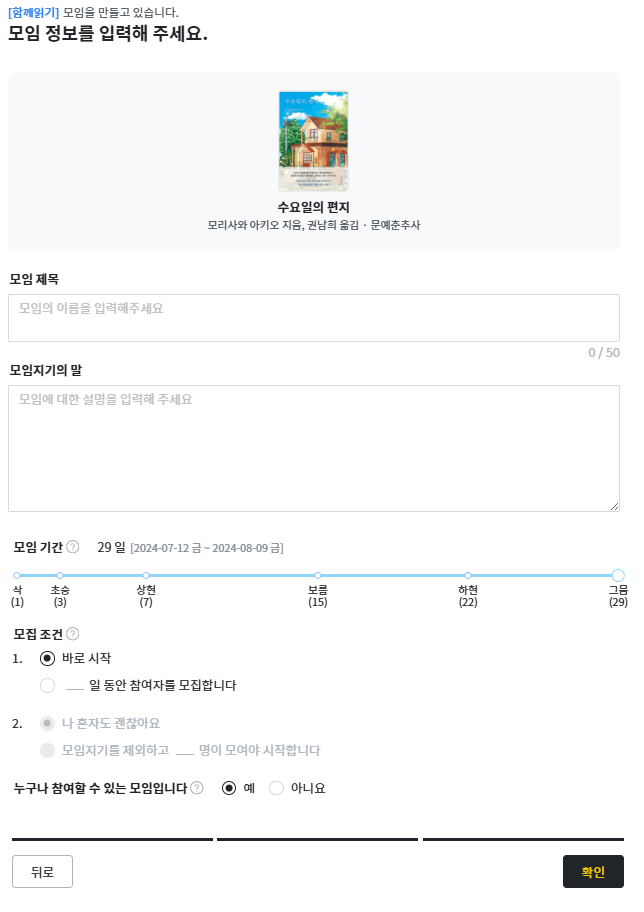 [함께읽기] 모임을 만들고 있습니다.
모임 정보를 입력해 주세요.
수요일의 편지
모리사와 아키오 지음, 권남희 옮김 · 문예춘추사
모임 제목
모임의 이름을 입력해주세요
0 / 50
모임지기의 말
모임에 대한 설명을 입력해 주세요
모임 기간 ? 29 일 [2024-07-12 금 ~ 2024-08-09 금]
삭 초승 상현 보름 하현 그믐
(1) (3) (7) (15) (22) (29)
모집 조건 ?
1. 바로 시작
__ 일 동안 참여자를 모집합니다
2. 나 혼자도 괜찮아요
모임지기를 제외하고 __ 명이 모여야 시작합니다
누구나 참여할 수 있는 모임입니다 ? 예 아니요
뒤로 확인